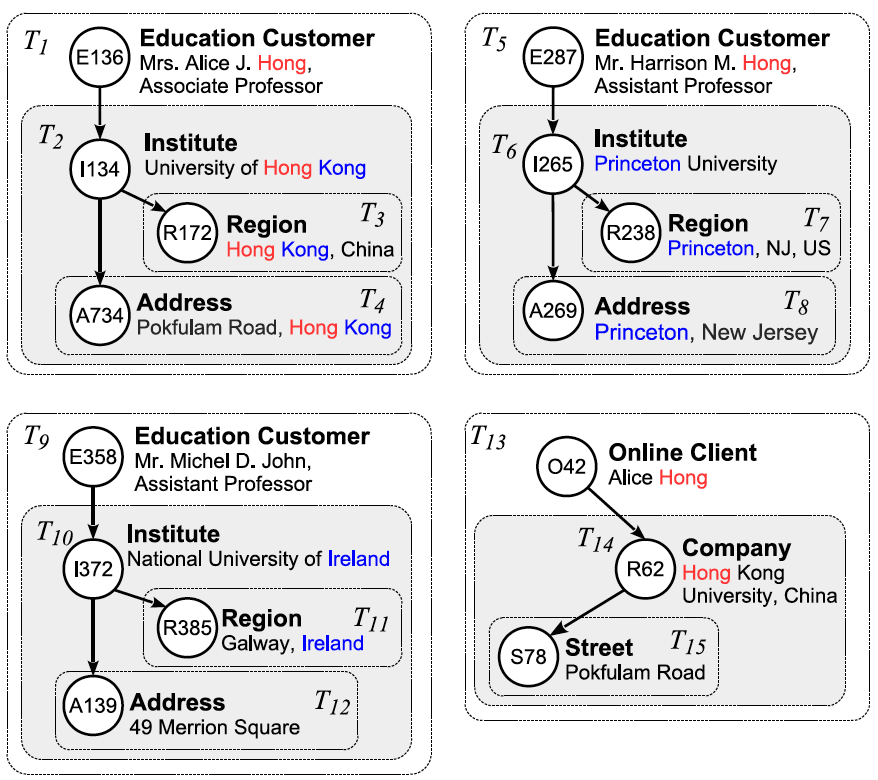 T1
E136
Education Customer
Mrs. Alice J. Hong,
Associate Professor
T2
I134
Institute
University of Hong Kong
R172
Region
T3
Hong Kong, China
A734
Address
T4
Pokfulam Road, Hong Kong
T5
E287
Education Customer
Mr. Harrison M. Hong,
Assistant Professor
T6
I265
Institute
Princeton University
R238
Region
T7
Princeton, NJ, US
A269
Address
T8
Princeton, New Jersey
T9
E358
Education Customer
Mr. Michel D. John,
Assistant Professor
T10
I372
Institute
National University of Ireland
R385
Region
T11
Galway, Ireland
A139
Address
T12
49 Merrion Square
T13
O42
Online Client
Alice Hong
T14
R62
Company
Hong Kong
University, China
S78
Street
T15
Pokfulam Road